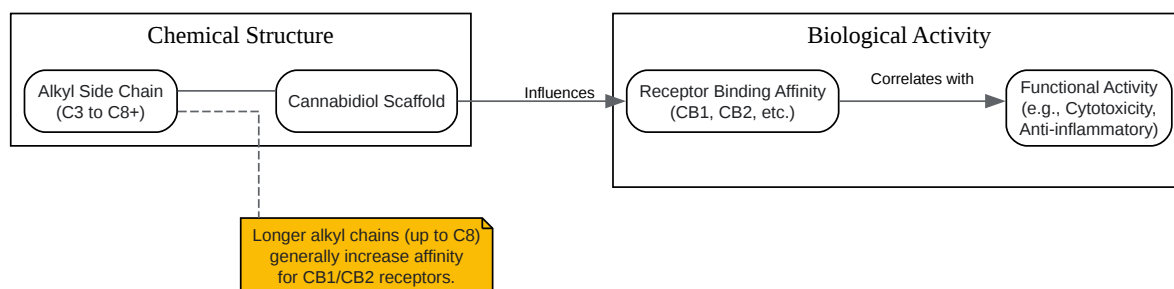 Chemical Structure
Alkyl Side Chain
(C3 to C8+)
Cannabidiol Scaffold
Influences
Biological Activity
Receptor Binding Affinity
(CB1, CB2, etc.)
Correlates with
Functional Activity
(e.g., Cytotoxicity,
Anti-inflammatory)
Longer alkyl chains (up to C8)
generally increase affinity
for CB1/CB2 receptors.